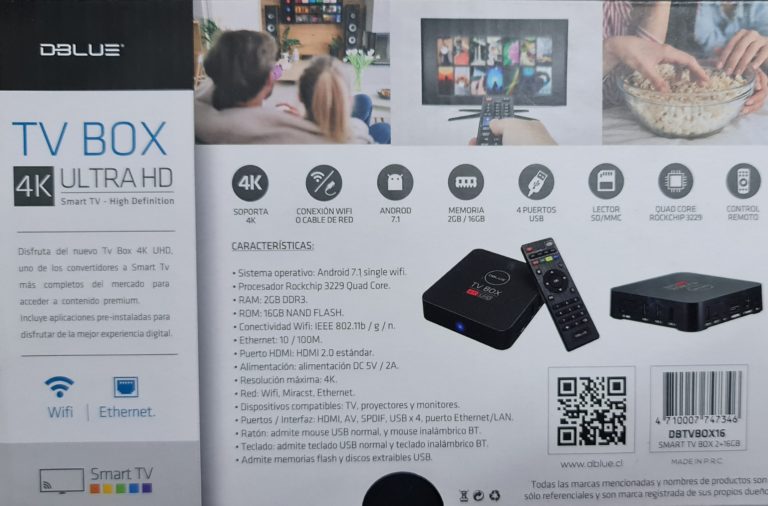 DBLUE
TV BOX
4K ULTRA HD
Smart TV - High Definition
Disfruta del nuevo Tv Box 4K UHD,
uno de los convertidores a Smart Tv
más completos del mercado para
acceder a contenido premium.
Incluye aplicaciones pre-instaladas para
disfrutar de la mejor experiencia digital.
Wifi
Ethernet.
Smart TV
4K
SOPORTA
4K
CONEXIÓN WIFI
O CABLE DE RED
ANDROID
7.1
MEMORIA
2GB / 16GB
4 PUERTOS
USB
LECTOR
SD/MMC
QUAD CORE
ROCKCHIP 3229
CONTROL
REMOTO
CARACTERÍSTICAS:
• Sistema operativo: Android 7.1 single wifi.
• Procesador Rockchip 3229 Quad Core.
• RAM: 2GB DDR3.
• ROM: 16GB NAND FLASH.
• Conectividad Wifi: IEEE 802.11b / g / n.
• Ethernet: 10 / 100M.
• Puerto HDMI: HDMI 2.0 estándar.
• Alimentación: alimentación DC 5V / 2A.
• Resolución máxima: 4K.
• Red: Wifi, Miracst, Ethernet.
• Dispositivos compatibles: TV, proyectores y monitores.
• Puertos / Interfaz: HDMI, AV, SPDIF, USB x 4, puerto Ethernet/LAN.
• Ratón: admite mouse USB normal, y mouse inalámbrico BT.
• Teclado: admite teclado USB normal y teclado inalámbrico BT.
• Admite memorias flash y discos extraibles USB.
DBLUE
TV BOX
www.dblue.cl
4 710007 747346
DBTVBOX16
SMART TV BOX 2+16GB
MADE IN P.R.C
Todas las marcas mencionadas y nombres de productos son
sólo referenciales y son marca registrada de sus propios dueño